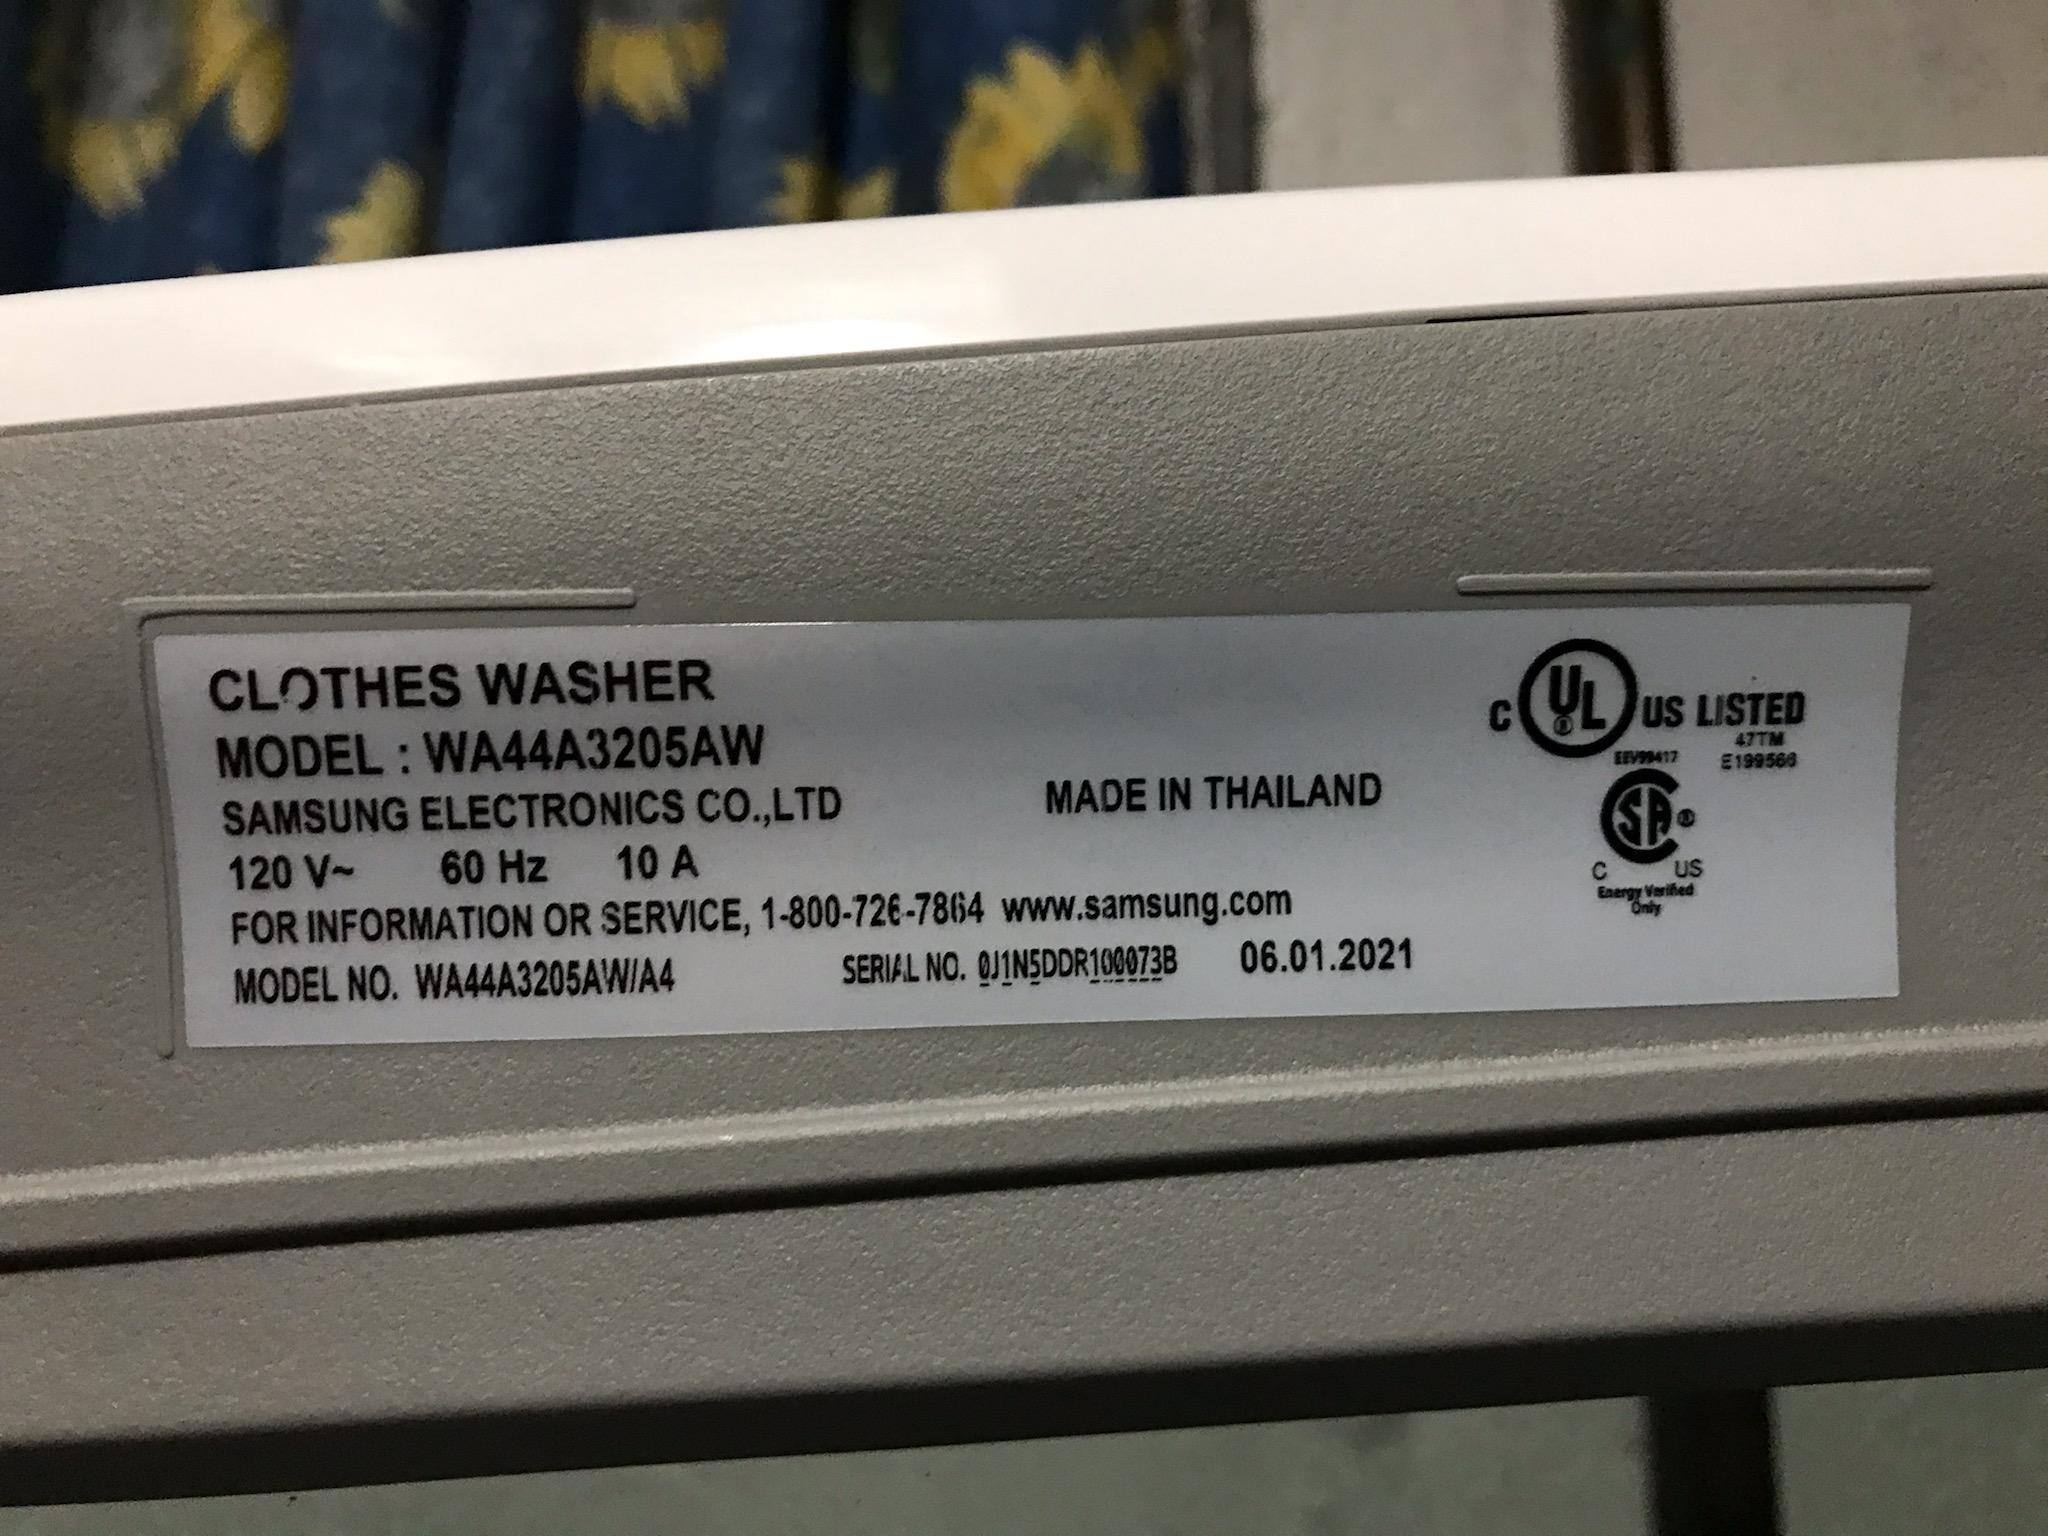 CLOTHES WASHER
MODEL : WA44A3205AW
SAMSUNG ELECTRONICS CO.,LTD
MADE IN THAILAND
120 V~ 60 Hz 10 A
FOR INFORMATION OR SERVICE, 1-800-726-7864 www.samsung.com
MODEL NO. WA44A3205AW/A4 SERIAL NO. 0J1N5DDR100073B 06.01.2021
C UL ® US LISTED
47TM
EEV99417 E199566
SA ®
C US
Energy Verified
Only